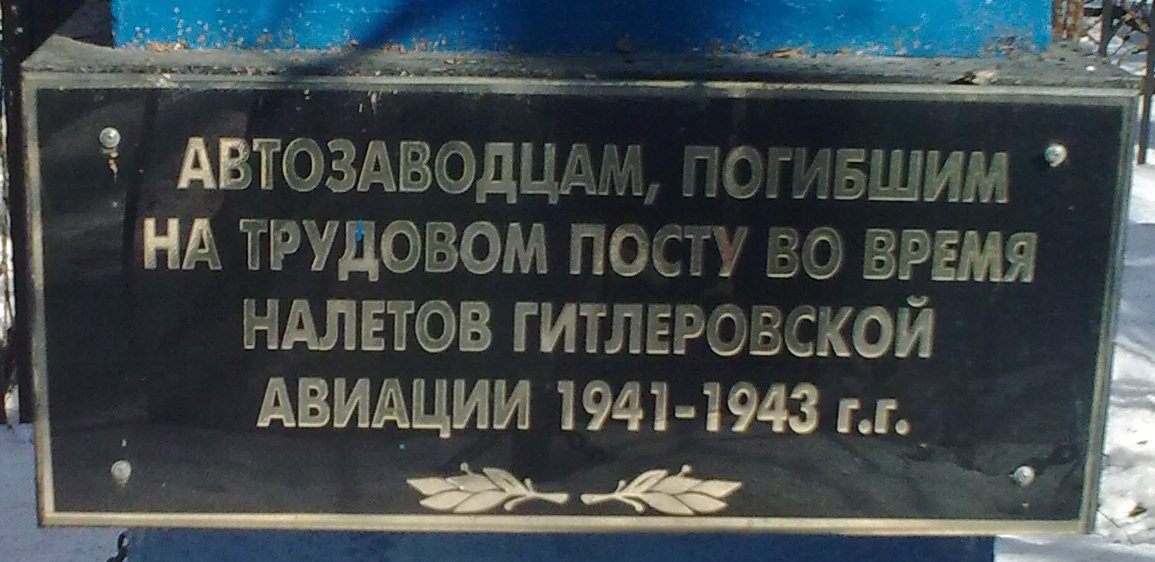 АВТОЗАВОДЦАМ, ПОГИБШИМ
НА ТРУДОВОМ ПОСТУ ВО ВРЕМЯ
НАЛЕТОВ ГИТЛЕРОВСКОЙ
АВИАЦИИ 1941-1943 г.г.